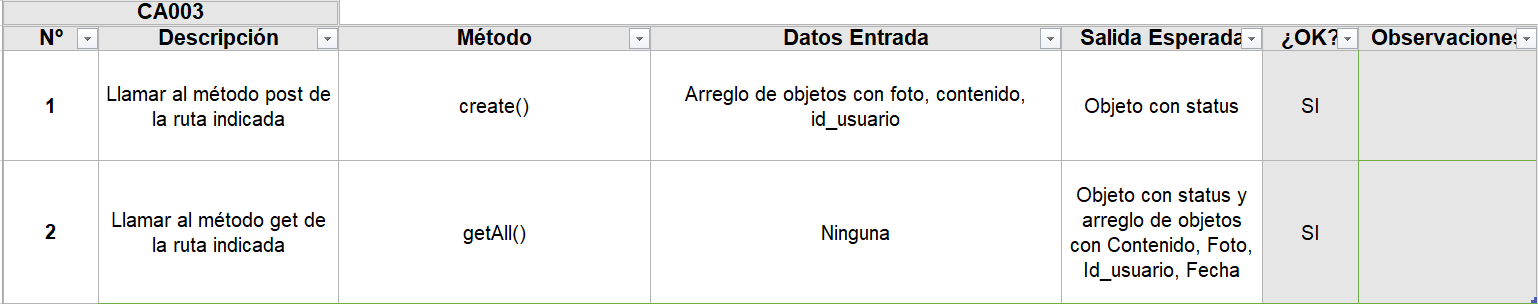 CA003
Nº Descripción Método Datos Entrada Salida Esperada ¿OK? Observaciones
1
Llamar al método post de
la ruta indicada
create()
Arreglo de objetos con foto, contenido,
id_usuario
Objeto con status
SI
2
Llamar al método get de
la ruta indicada
getAll()
Ninguna
Objeto con status y
arreglo de objetos
con Contenido, Foto,
Id_usuario, Fecha
SI